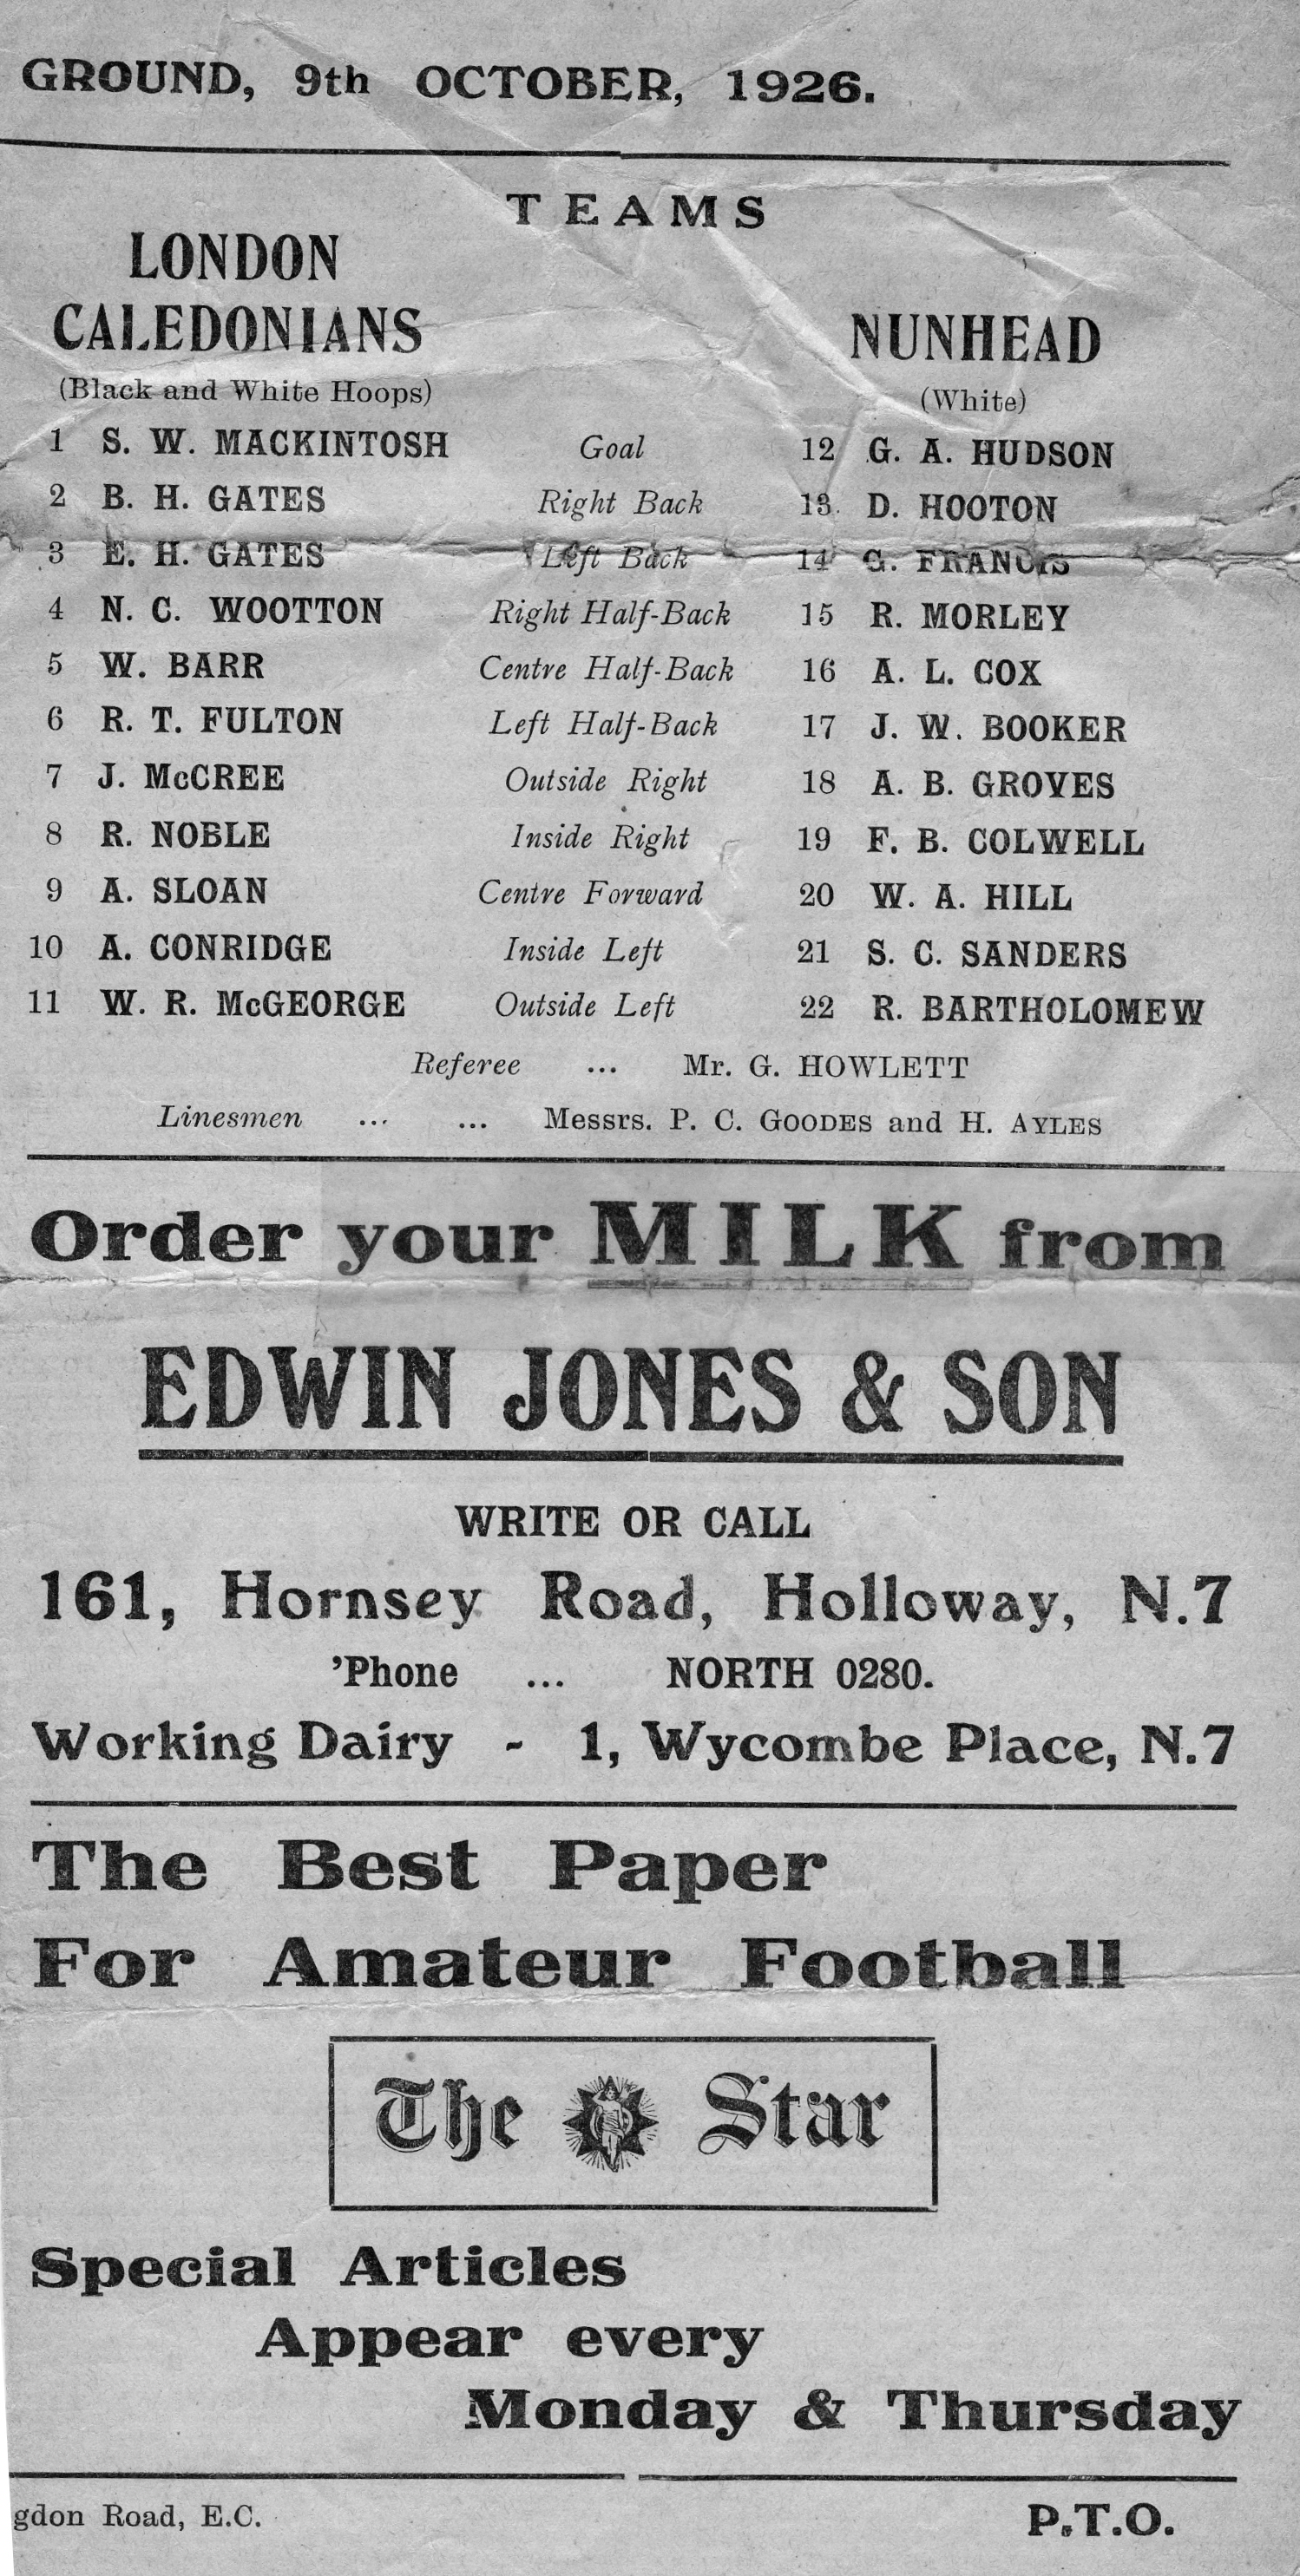 GROUND, 9th OCTOBER, 1926.
TEAMS
LONDON
CALEDONIANS
NUNHEAD
(Black and White Hoops)
(White)
1 S. W. MACKINTOSH Goal 12 G. A. HUDSON
2 B. H. GATES Right Back 13. D. HOOTON
3 E. H. GATES Left Back 14 G. FRANCIS
4 N. C. WOOTTON Right Half-Back 15 R. MORLEY
5 W. BARR Centre Half-Back 16 A. L. COX
6 R. T. FULTON Left Half-Back 17 J. W. BOOKER
7 J. McCREE Outside Right 18 A. B. GROVES
8 R. NOBLE Inside Right 19 F. B. COLWELL
9 A. SLOAN Centre Forward 20 W. A. HILL
10 A. CONRIDGE Inside Left 21 S. C. SANDERS
11 W. R. McGEORGE Outside Left 22 R. BARTHOLOMEW
Referee ... Mr. G. HOWLETT
Linesmen ... ... Messrs. P. C. GOODES and H. AYLES
Order your MILK from
EDWIN JONES & SON
WRITE OR CALL
161, Hornsey Road, Holloway, N.7
'Phone ... NORTH 0280.
Working Dairy - 1, Wycombe Place, N.7
The Best Paper
For Amateur Football
The Star
Special Articles
Appear every
Monday & Thursday
gdon Road, E.C. P.T.O.